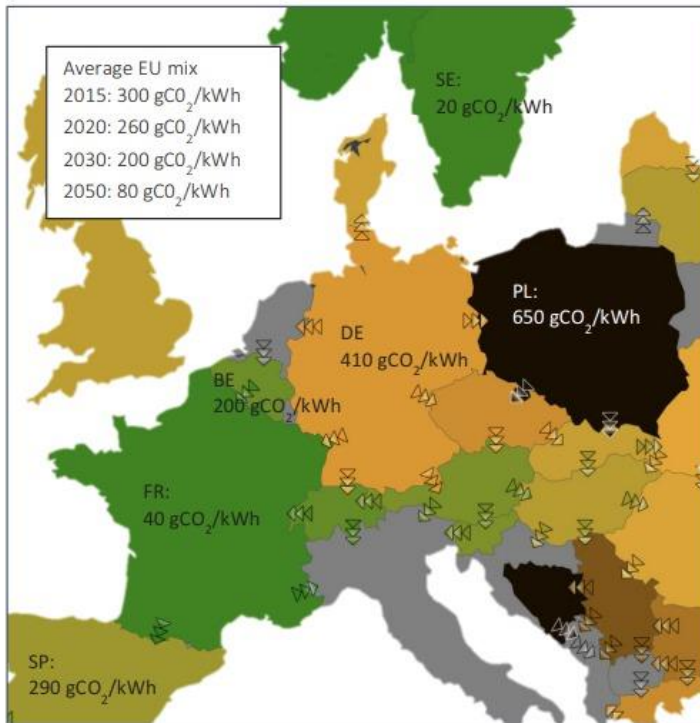 Average EU mix
2015: 300 gC0₂/kWh
2020: 260 gC0₂/kWh
2030: 200 gC0₂/kWh
2050: 80 gC0₂/kWh
SE:
20 gCO₂/kWh
PL:
650 gCO₂/kWh
DE
410 gCO₂/kWh
BE
200 gCO₂/kWh
FR:
40 gCO₂/kWh
SP:
290 gCO₂/kWh